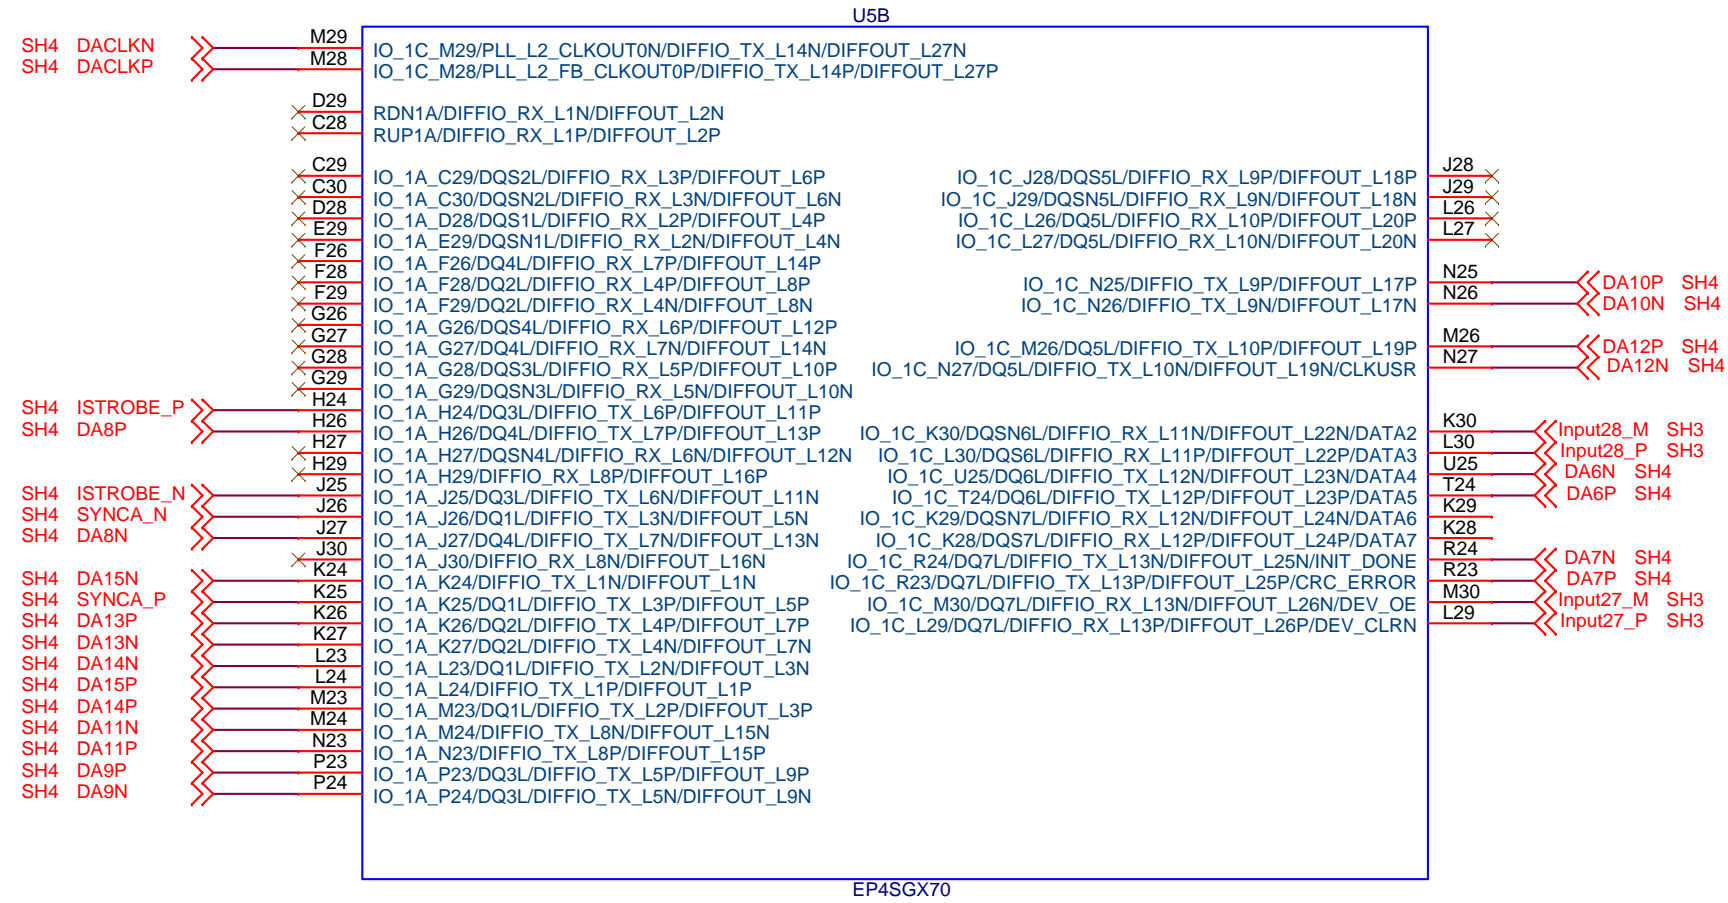 U5B
SH4 DACLKN M29 IO_1C_M29/PLL_L2_CLKOUT0N/DIFFIO_TX_L14N/DIFFOUT_L27N
SH4 DACLKP M28 IO_1C_M28/PLL_L2_FB_CLKOUT0P/DIFFIO_TX_L14P/DIFFOUT_L27P
D29 RDN1A/DIFFIO_RX_L1N/DIFFOUT_L2N
C28 RUP1A/DIFFIO_RX_L1P/DIFFOUT_L2P
C29 IO_1A_C29/DQS2L/DIFFIO_RX_L3P/DIFFOUT_L6P
C30 IO_1A_C30/DQSN2L/DIFFIO_RX_L3N/DIFFOUT_L6N
D28 IO_1A_D28/DQS1L/DIFFIO_RX_L2P/DIFFOUT_L4P
E29 IO_1A_E29/DQSN1L/DIFFIO_RX_L2N/DIFFOUT_L4N
F26 IO_1A_F26/DQ4L/DIFFIO_RX_L7P/DIFFOUT_L14P
F28 IO_1A_F28/DQ2L/DIFFIO_RX_L4P/DIFFOUT_L8P
F29 IO_1A_F29/DQ2L/DIFFIO_RX_L4N/DIFFOUT_L8N
G26 IO_1A_G26/DQS4L/DIFFIO_RX_L6P/DIFFOUT_L12P
G27 IO_1A_G27/DQ4L/DIFFIO_RX_L7N/DIFFOUT_L14N
G28 IO_1A_G28/DQS3L/DIFFIO_RX_L5P/DIFFOUT_L10P
G29 IO_1A_G29/DQSN3L/DIFFIO_RX_L5N/DIFFOUT_L10N
SH4 ISTROBE_P H24 IO_1A_H24/DQ3L/DIFFIO_TX_L6P/DIFFOUT_L11P
SH4 DA8P H26 IO_1A_H26/DQ4L/DIFFIO_TX_L7P/DIFFOUT_L13P
H27 IO_1A_H27/DQSN4L/DIFFIO_RX_L6N/DIFFOUT_L12N
H29 IO_1A_H29/DIFFIO_RX_L8P/DIFFOUT_L16P
SH4 ISTROBE_N J25 IO_1A_J25/DQ3L/DIFFIO_TX_L6N/DIFFOUT_L11N
SH4 SYNCA_N J26 IO_1A_J26/DQ1L/DIFFIO_TX_L3N/DIFFOUT_L5N
SH4 DA8N J27 IO_1A_J27/DQ4L/DIFFIO_TX_L7N/DIFFOUT_L13N
J30 IO_1A_J30/DIFFIO_RX_L8N/DIFFOUT_L16N
SH4 DA15N K24 IO_1A_K24/DIFFIO_TX_L1N/DIFFOUT_L1N
SH4 SYNCA_P K25 IO_1A_K25/DQ1L/DIFFIO_TX_L3P/DIFFOUT_L5P
SH4 DA13P K26 IO_1A_K26/DQ2L/DIFFIO_TX_L4P/DIFFOUT_L7P
SH4 DA13N K27 IO_1A_K27/DQ2L/DIFFIO_TX_L4N/DIFFOUT_L7N
SH4 DA14N L23 IO_1A_L23/DQ1L/DIFFIO_TX_L2N/DIFFOUT_L3N
SH4 DA15P L24 IO_1A_L24/DIFFIO_TX_L1P/DIFFOUT_L1P
SH4 DA14P M23 IO_1A_M23/DQ1L/DIFFIO_TX_L2P/DIFFOUT_L3P
SH4 DA11N M24 IO_1A_M24/DIFFIO_TX_L8N/DIFFOUT_L15N
SH4 DA11P N23 IO_1A_N23/DIFFIO_TX_L8P/DIFFOUT_L15P
SH4 DA9P P23 IO_1A_P23/DQ3L/DIFFIO_TX_L5P/DIFFOUT_L9P
SH4 DA9N P24 IO_1A_P24/DQ3L/DIFFIO_TX_L5N/DIFFOUT_L9N
IO_1C_J28/DQS5L/DIFFIO_RX_L9P/DIFFOUT_L18P J28
IO_1C_J29/DQSN5L/DIFFIO_RX_L9N/DIFFOUT_L18N J29
IO_1C_L26/DQ5L/DIFFIO_RX_L10P/DIFFOUT_L20P L26
IO_1C_L27/DQ5L/DIFFIO_RX_L10N/DIFFOUT_L20N L27
IO_1C_N25/DIFFIO_TX_L9P/DIFFOUT_L17P N25 DA10P SH4
IO_1C_N26/DIFFIO_TX_L9N/DIFFOUT_L17N N26 DA10N SH4
IO_1C_M26/DQ5L/DIFFIO_TX_L10P/DIFFOUT_L19P M26 DA12P SH4
IO_1C_N27/DQ5L/DIFFIO_TX_L10N/DIFFOUT_L19N/CLKUSR N27 DA12N SH4
IO_1C_K30/DQSN6L/DIFFIO_RX_L11N/DIFFOUT_L22N/DATA2 K30 Input28_M SH3
IO_1C_L30/DQS6L/DIFFIO_RX_L11P/DIFFOUT_L22P/DATA3 L30 Input28_P SH3
IO_1C_U25/DQ6L/DIFFIO_TX_L12N/DIFFOUT_L23N/DATA4 U25 DA6N SH4
IO_1C_T24/DQ6L/DIFFIO_TX_L12P/DIFFOUT_L23P/DATA5 T24 DA6P SH4
IO_1C_K29/DQSN7L/DIFFIO_RX_L12N/DIFFOUT_L24N/DATA6 K29
IO_1C_K28/DQS7L/DIFFIO_RX_L12P/DIFFOUT_L24P/DATA7 K28
IO_1C_R24/DQ7L/DIFFIO_TX_L13N/DIFFOUT_L25N/INIT_DONE R24 DA7N SH4
IO_1C_R23/DQ7L/DIFFIO_TX_L13P/DIFFOUT_L25P/CRC_ERROR R23 DA7P SH4
IO_1C_M30/DQ7L/DIFFIO_RX_L13N/DIFFOUT_L26N/DEV_OE M30 Input27_M SH3
IO_1C_L29/DQ7L/DIFFIO_RX_L13P/DIFFOUT_L26P/DEV_CLRN L29 Input27_P SH3
EP4SGX70